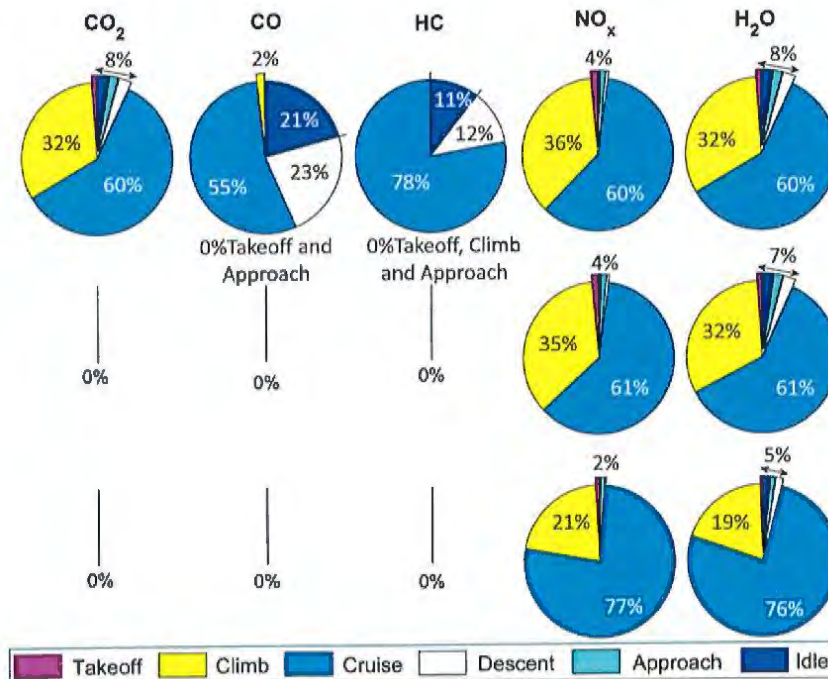 CO2 CO HC NOx H2O
8% 2% 4% 8%
32% 60%
21% 23% 55%
11% 12% 78%
36% 60%
32% 60%
0%Takeoff and
Approach
0%Takeoff, Climb
and Approach
4% 7%
0% 0% 0%
35% 61%
32% 61%
2% 5%
0% 0% 0%
21% 77%
19% 76%
Takeoff Climb Cruise Descent Approach Idle